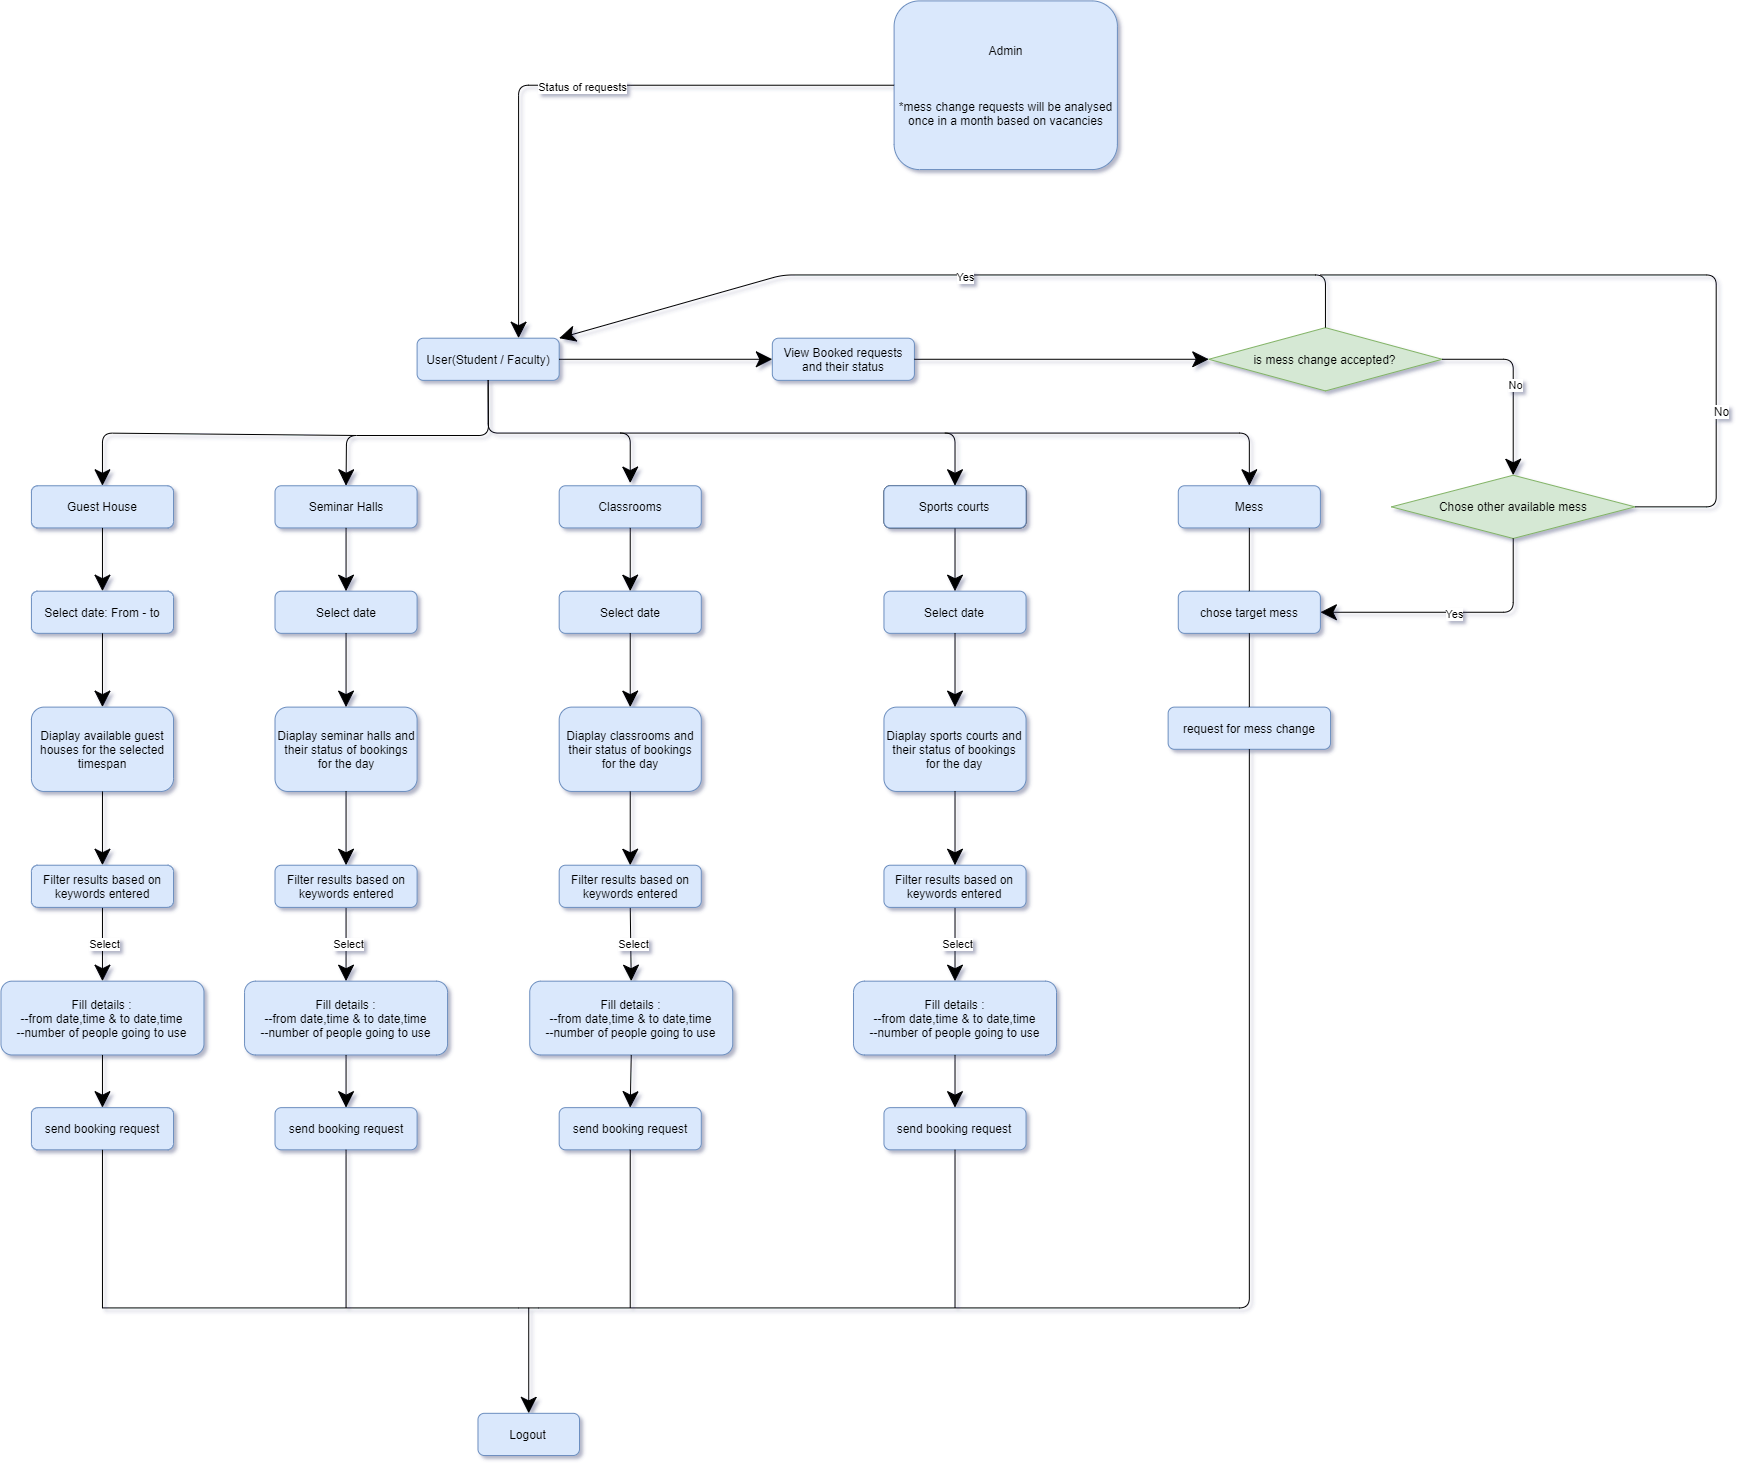 Admin
*mess change requests will be analysed
once in a month based on vacancies
Status of requests
Yes
User(Student / Faculty)
View Booked requests
and their status
is mess change accepted?
No
No
Guest House
Seminar Halls
Classrooms
Sports courts
Mess
Chose other available mess
Select date: From - to
Select date
Select date
Select date
chose target mess
Yes
Diaplay available guest
houses for the selected
timespan
Diaplay seminar halls and
their status of bookings
for the day
Diaplay classrooms and
their status of bookings
for the day
Diaplay sports courts and
their status of bookings
for the day
request for mess change
Filter results based on
keywords entered
Filter results based on
keywords entered
Filter results based on
keywords entered
Filter results based on
keywords entered
Select
Select
Select
Select
Fill details :
--from date,time & to date,time
--number of people going to use
Fill details :
--from date,time & to date,time
--number of people going to use
Fill details :
--from date,time & to date,time
--number of people going to use
Fill details :
--from date,time & to date,time
--number of people going to use
send booking request
send booking request
send booking request
send booking request
Logout